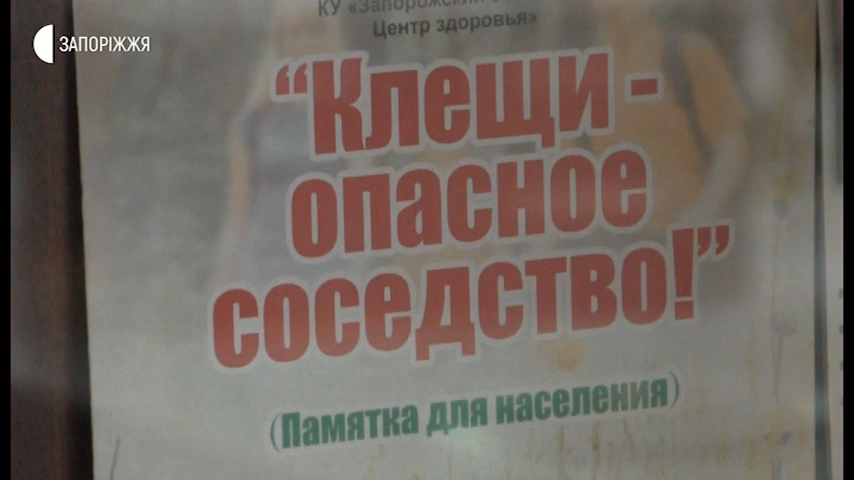 ЗАПОРІЖЖЯ
КУ «Запорожский
Центр здоровья»
“Клещи -
опасное
соседство!”
(Памятка для населения)